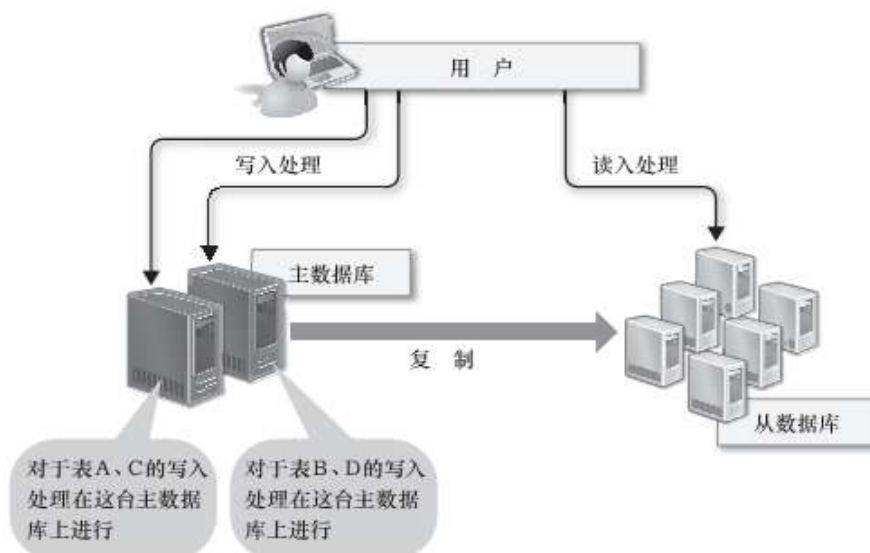 用 户
写入处理
读入处理
主数据库
复 制
从数据库
对于表A、C的写入
处理在这台主数据
库上进行
对于表B、D的写入
处理在这台主数据
库上进行